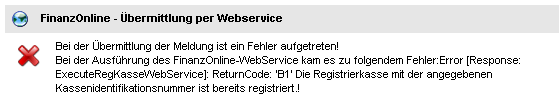 FinanzOnline - Übermittlung per Webservice
Bei der Übermittlung der Meldung ist ein Fehler aufgetreten!
Bei der Ausführung des FinanzOnline-WebService kam es zu folgendem Fehler:Error [Response:
ExecuteRegKasseWebService]: ReturnCode: 'B1' Die Registrierkasse mit der angegebenen
Kassenidentifikationsnummer ist bereits registriert.!